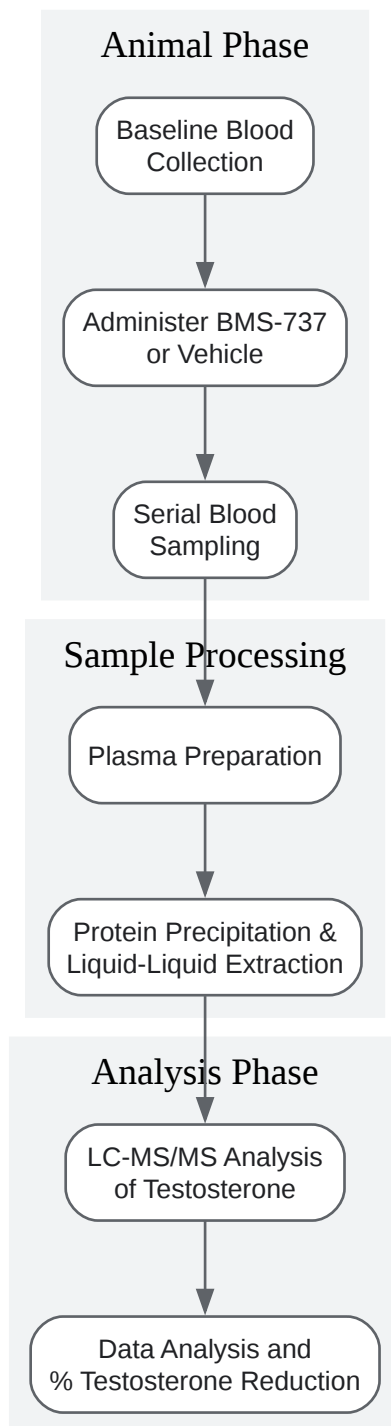 Animal Phase
Baseline Blood
Collection
Administer BMS-737
or Vehicle
Serial Blood
Sampling
Sample Processing
Plasma Preparation
Protein Precipitation &
Liquid-Liquid Extraction
Analysis Phase
LC-MS/MS Analysis
of Testosterone
Data Analysis and
% Testosterone Reduction